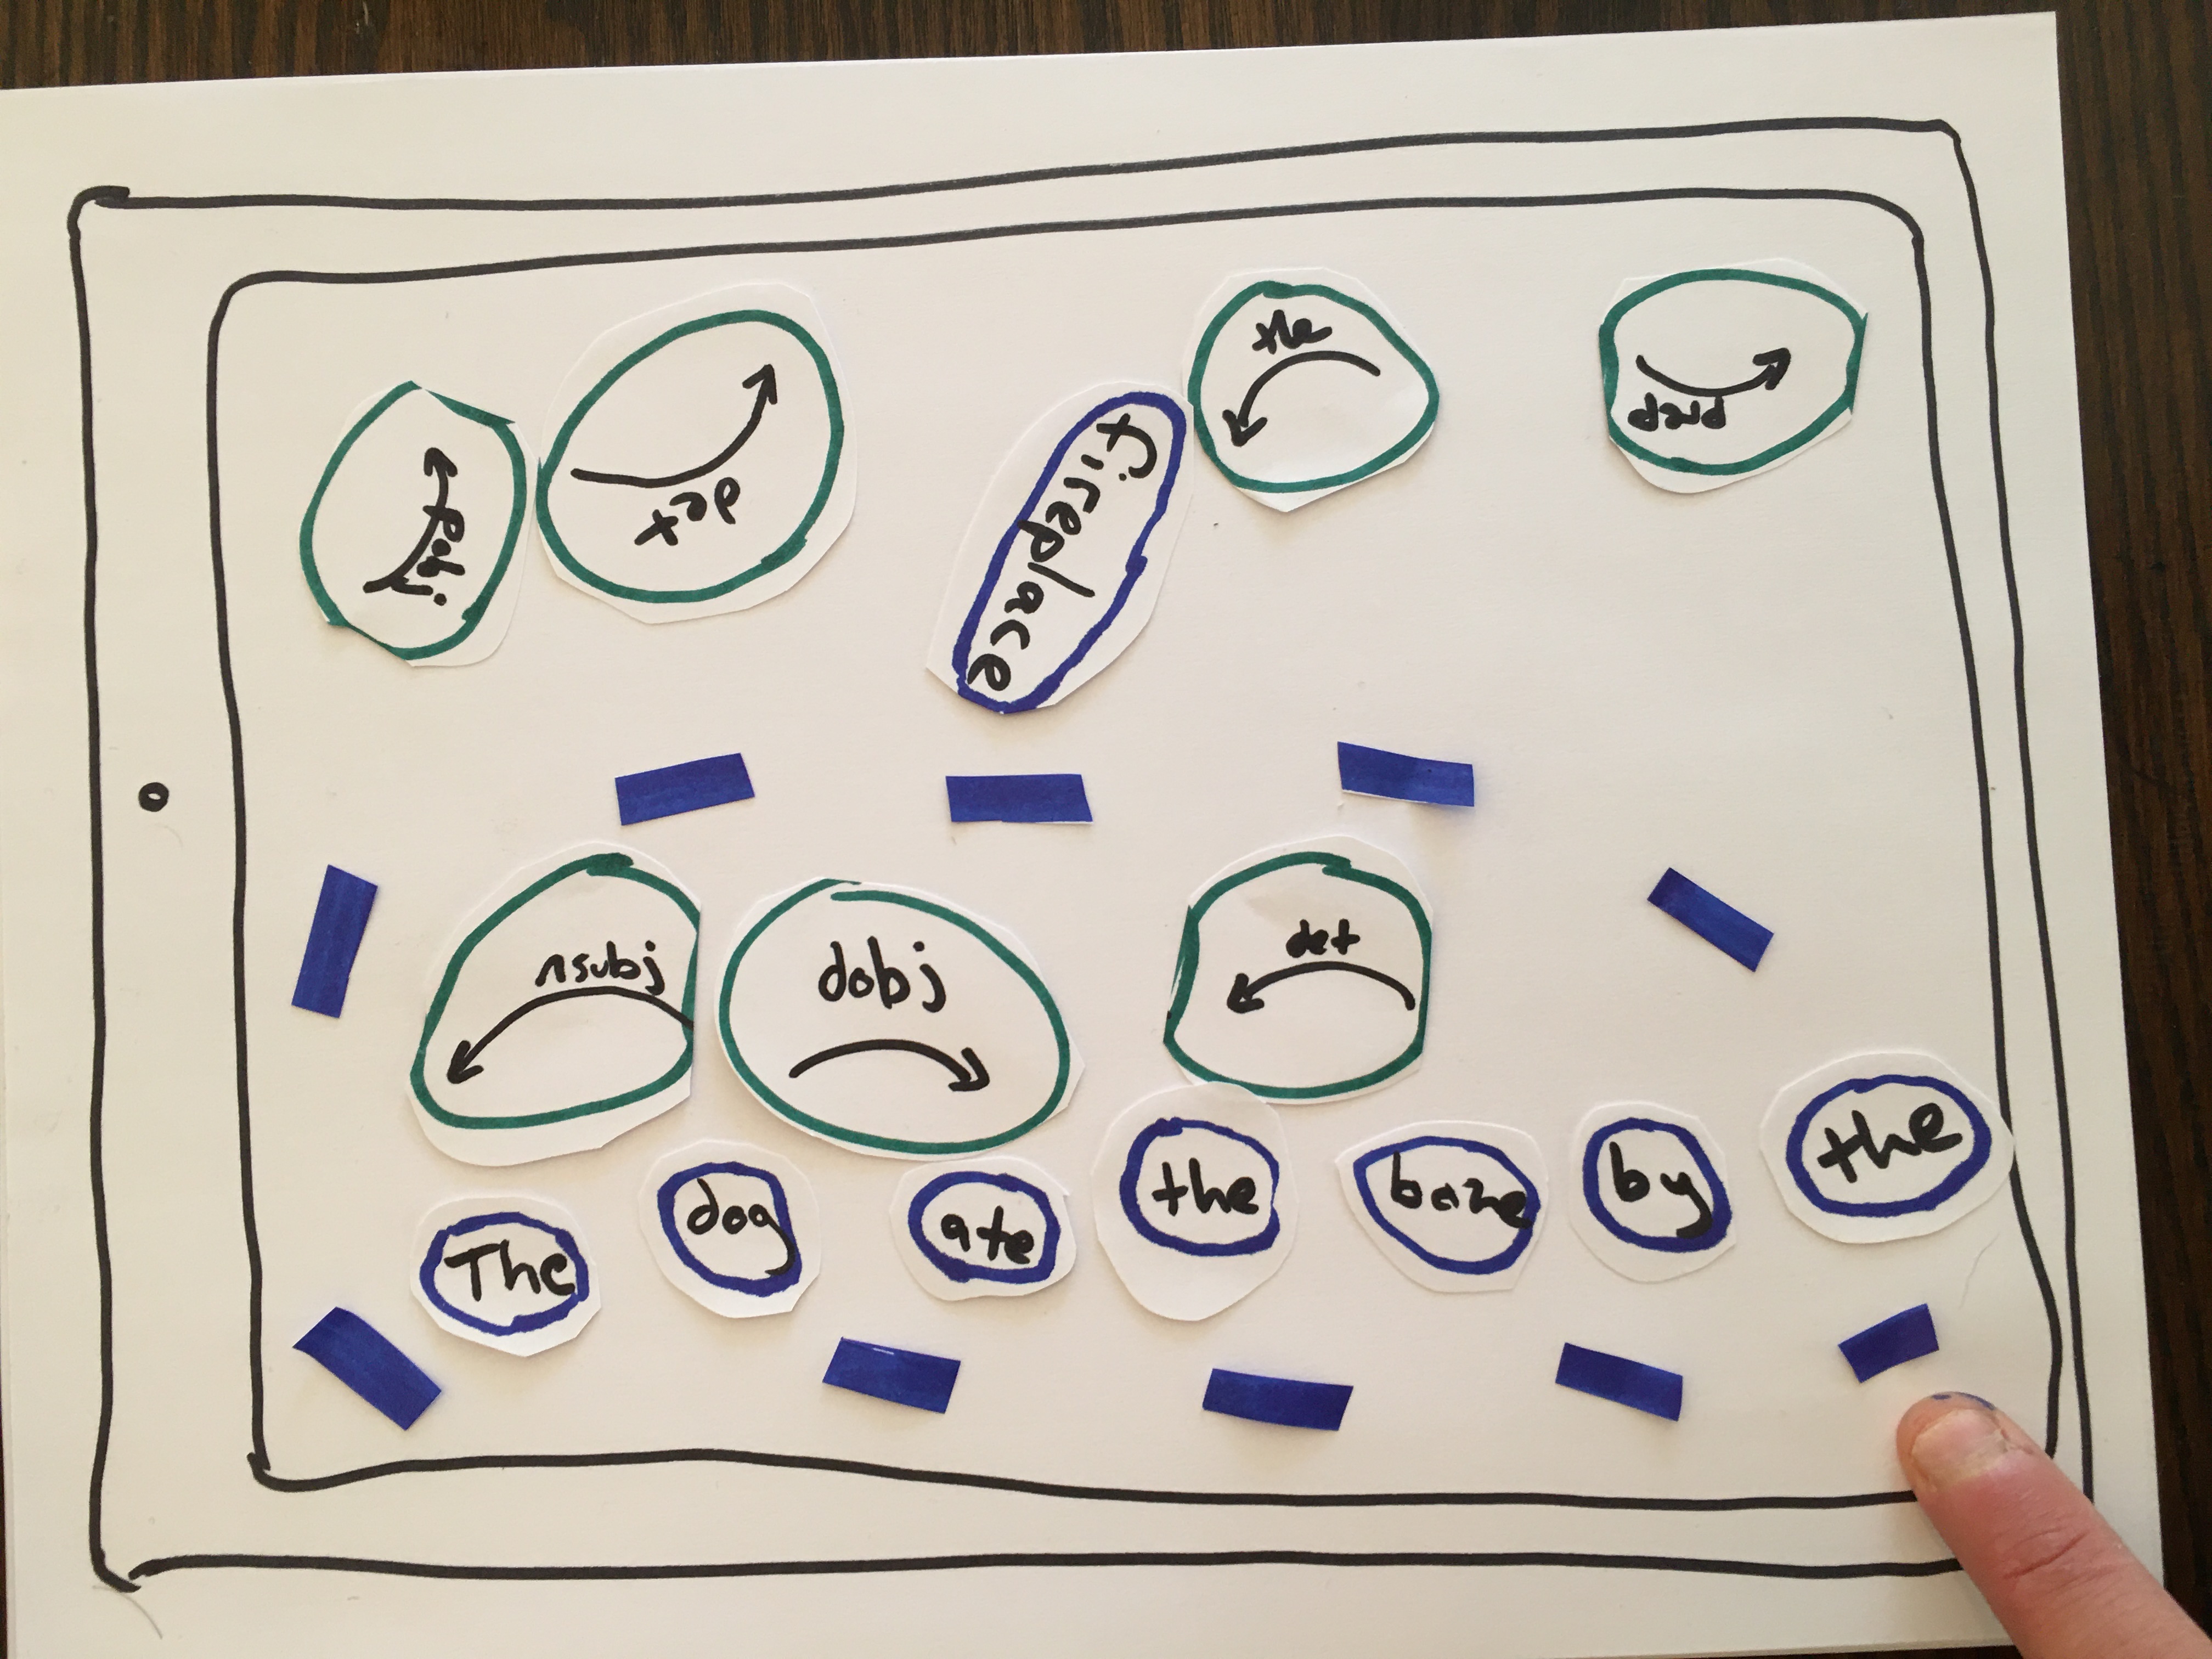 pobj
det
fireplace
the
prep
nsubj
dobj
det
The dog ate the bone by the